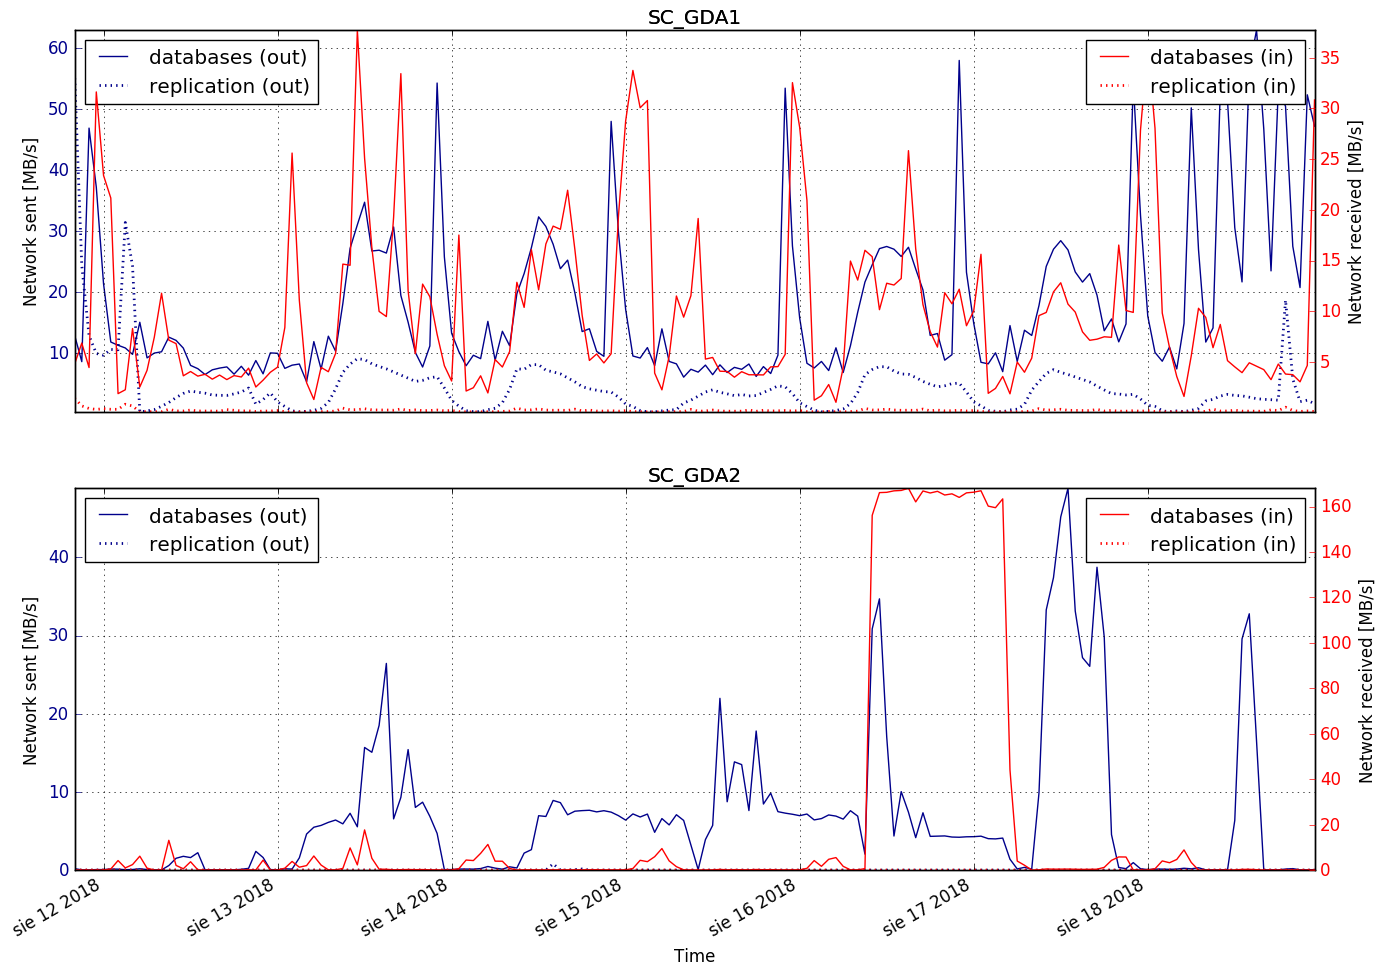 SC_GDA1
databases (out)
replication (out)
databases (in)
replication (in)
Network sent [MB/s]
60
50
40
30
20
10
35
30
25
20
15
10
5
Network received [MB/s]
SC_GDA2
databases (out)
replication (out)
databases (in)
replication (in)
Network sent [MB/s]
40
30
20
10
0
160
140
120
100
80
60
40
20
0
Network received [MB/s]
sie 12 2018
sie 13 2018
sie 14 2018
sie 15 2018
sie 16 2018
sie 17 2018
sie 18 2018
Time